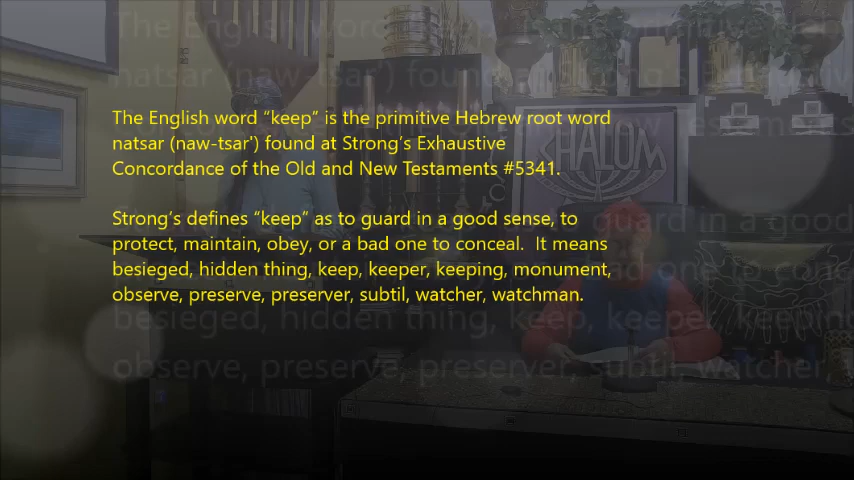 The English word “keep” is the primitive Hebrew root word
natsar (naw-tsar') found at Strong’s Exhaustive
Concordance of the Old and New Testaments #5341.
Strong’s defines “keep” as to guard in a good sense, to
protect, maintain, obey, or a bad one to conceal.  It means
besieged, hidden thing, keep, keeper, keeping, monument,
observe, preserve, preserver, subtil, watcher, watchman.
KHALOM